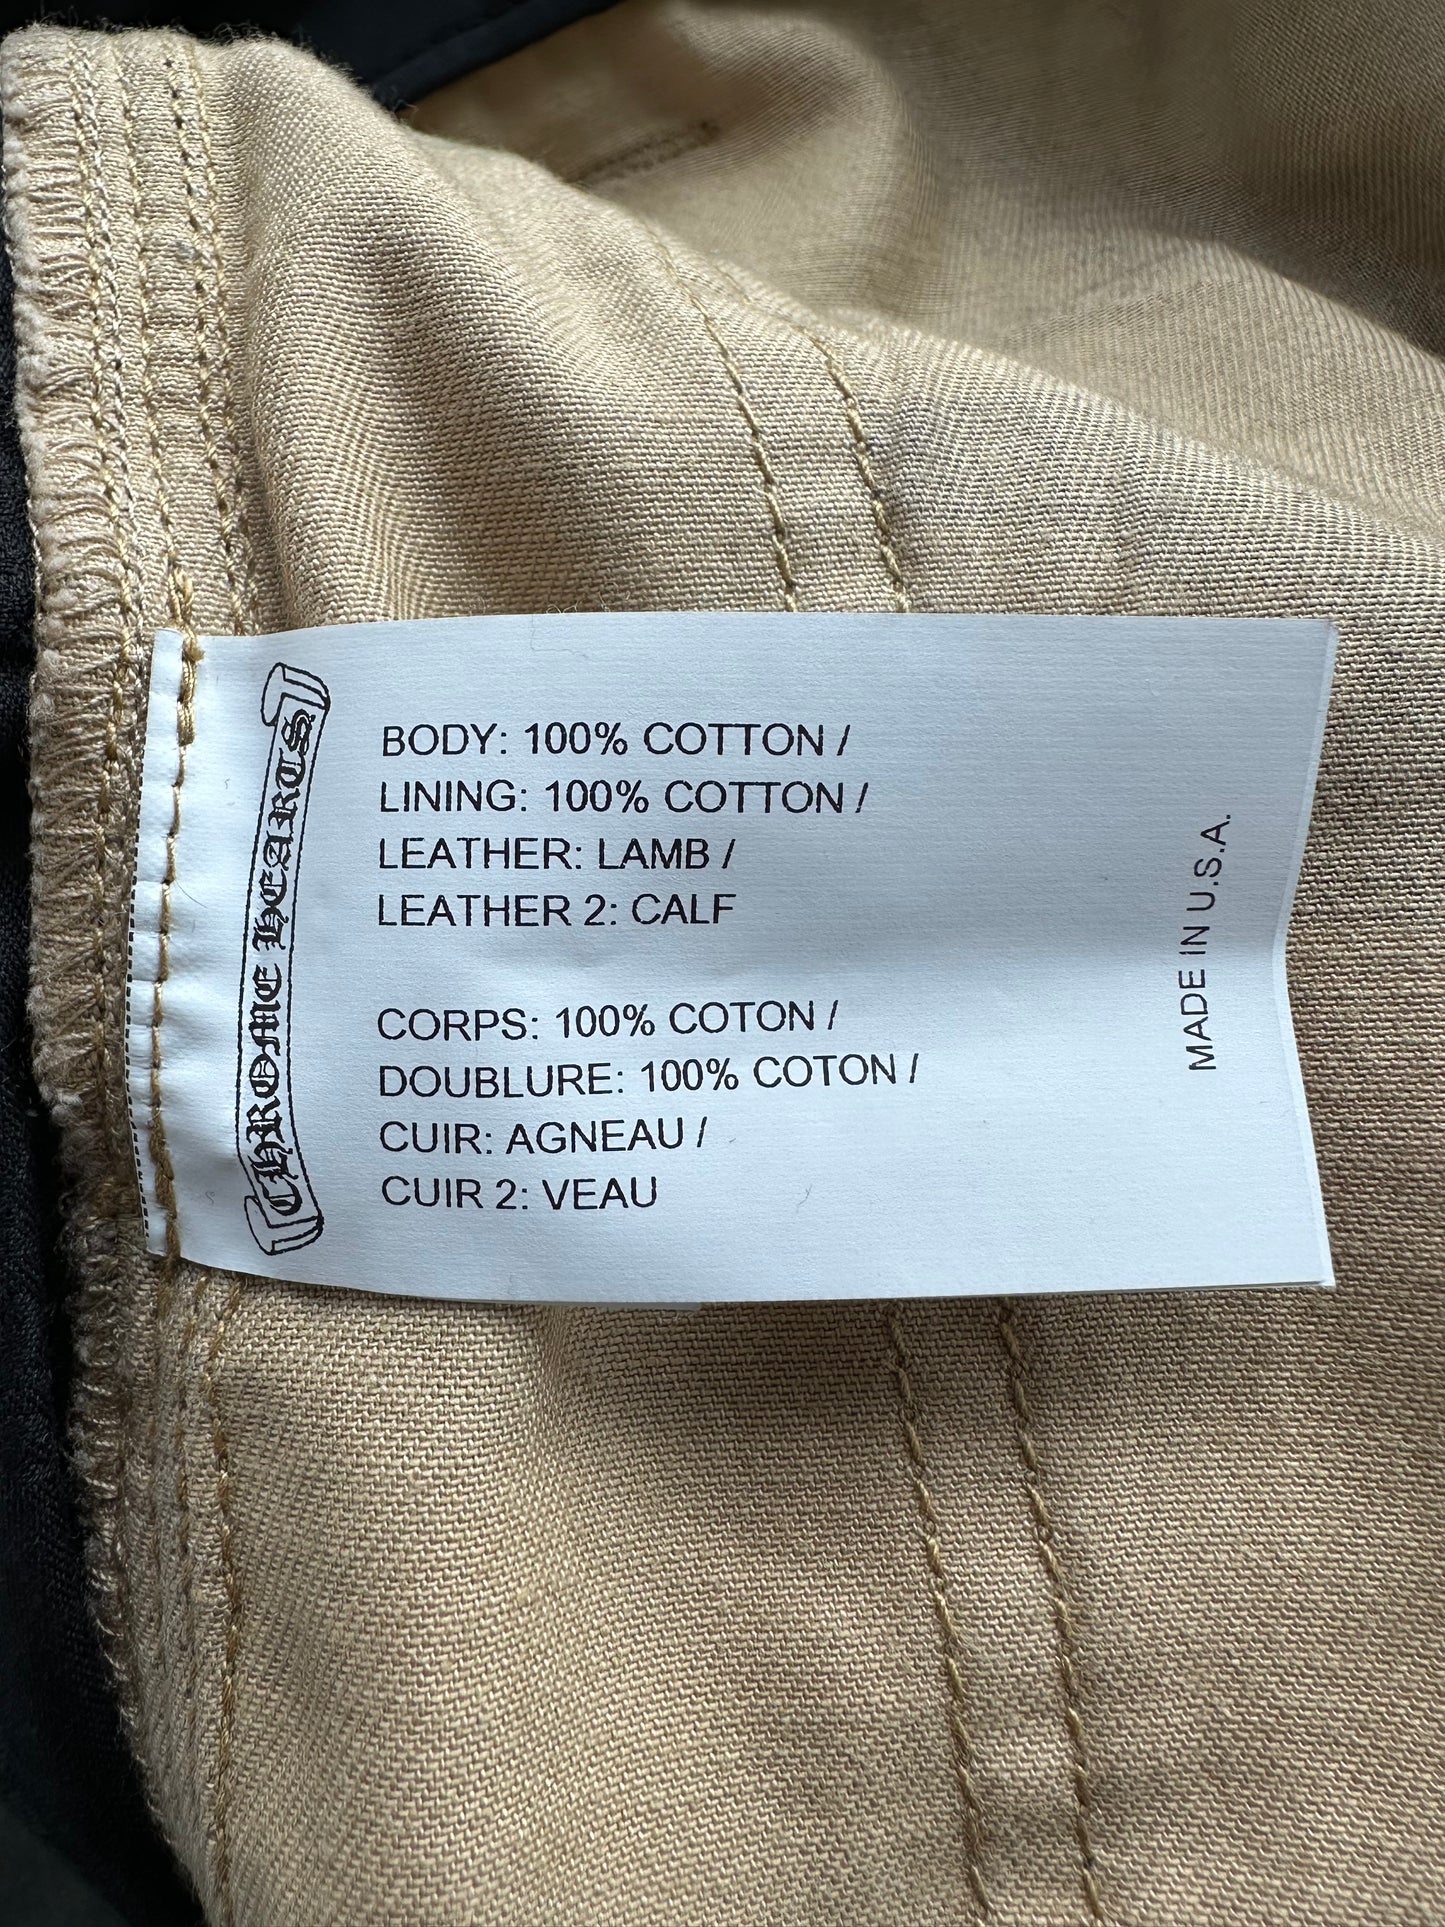 CHROME HEARTS
BODY: 100% COTTON /
LINING: 100% COTTON /
LEATHER: LAMB /
LEATHER 2: CALF
CORPS: 100% COTON /
DOUBLURE: 100% COTON /
CUIR: AGNEAU /
CUIR 2: VEAU
MADE IN U.S.A.